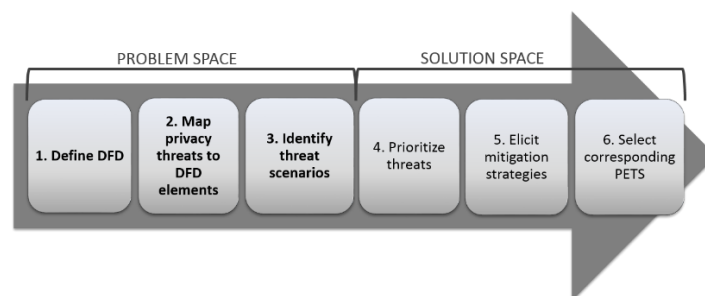 PROBLEM SPACE
SOLUTION SPACE
1. Define DFD
2. Map
privacy
threats to
DFD
elements
3. Identify
threat
scenarios
4. Prioritize
threats
5. Elicit
mitigation
strategies
6. Select
corresponding
PETS